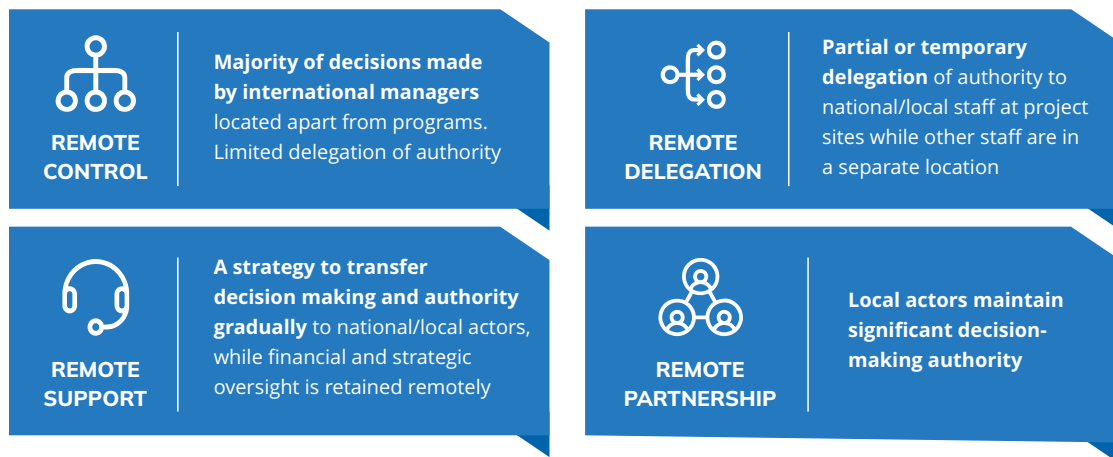 REMOTE
CONTROL
Majority of decisions made
by international managers
located apart from programs.
Limited delegation of authority
REMOTE
DELEGATION
Partial or temporary
delegation of authority to
national/local staff at project
sites while other staff are in
a separate location
REMOTE
SUPPORT
A strategy to transfer
decision making and authority
gradually to national/local actors,
while financial and strategic
oversight is retained remotely
REMOTE
PARTNERSHIP
Local actors maintain
significant decision-
making authority